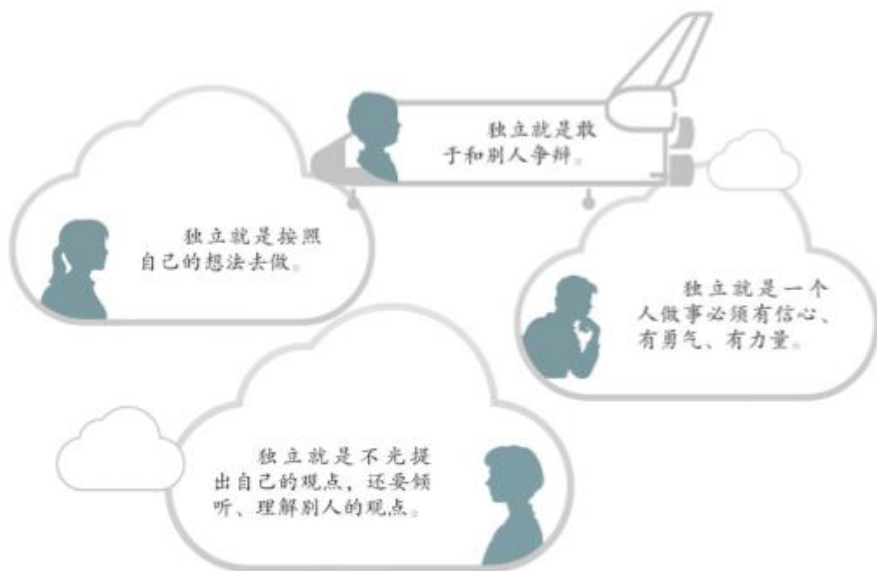 独立就是敢
于和别人争辩。
独立就是按照
自己的想法去做。
独立就是一个
人做事必须有信心、
有勇气、有力量。
独立就是不光提
出自己的观点，还要倾
听、理解别人的观点。